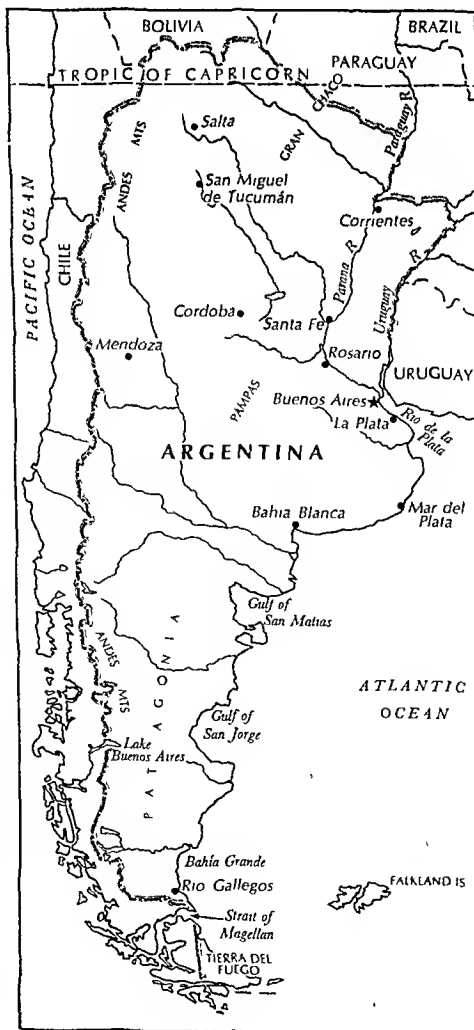 BOLIVIA
BRAZIL
PARAGUAY
TROPIC OF CAPRICORN
CHACO
GRAN
Paraguay R
MTS
ANDES
Salta
San Miguel
de Tucumán
Corrientes
PACIFIC OCEAN
CHILE
Parana R
Uruguay R
Cordoba
Santa Fe
Mendoza
Rosario
URUGUAY
PAMPAS
Buenos Aires
La Plata
Rio de la
Plata
ARGENTINA
Bahia Blanca
Mar del
Plata
Gulf of
San Matias
ANDES
MTS
PATAGONIA
ATLANTIC
OCEAN
Gulf of
San Jorge
Lake
Buenos Aires
Bahía Grande
Rio Gallegos
FALKLAND IS
Strait of
Magellan
TIERRA DEL
FUEGO